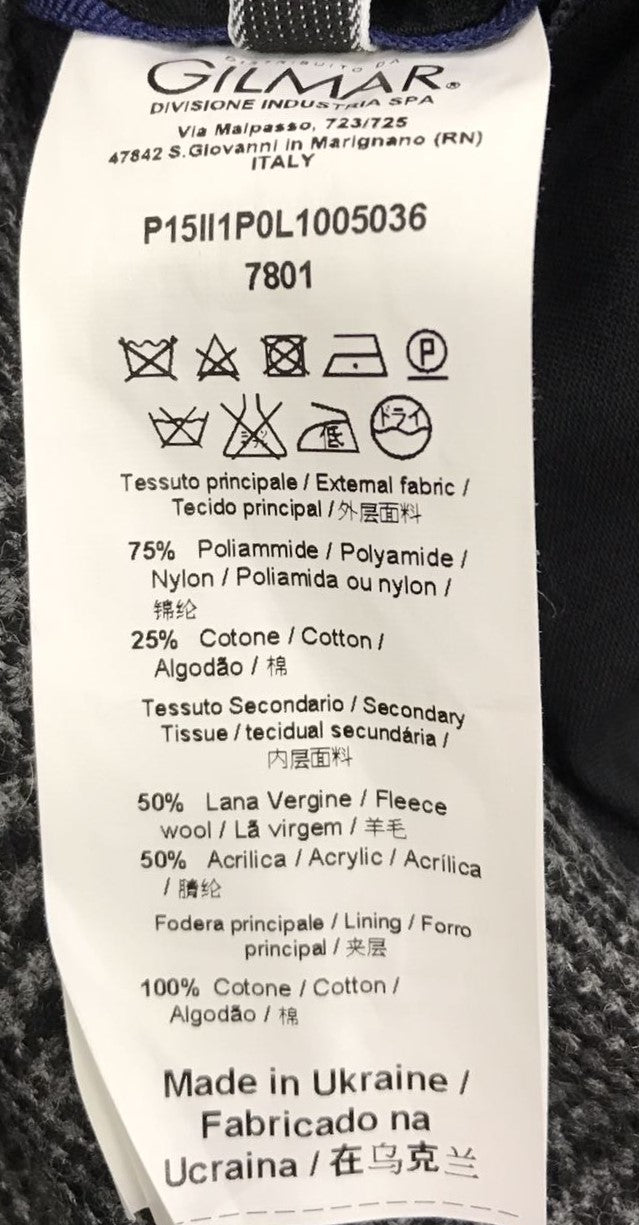 DISTRIBUITO DA
GILMAR®
DIVISIONE INDUSTRIA SPA
Via Malpasso, 723/725
47842 S.Giovanni in Marignano (RN)
ITALY
P15II1P0L1005036
7801
P
低 ドライ
Tessuto principale / External fabric /
Tecido principal / 外层面料
75% Poliammide / Polyamide /
Nylon / Poliamida ou nylon /
锦纶
25% Cotone / Cotton /
Algodão / 棉
Tessuto Secondario / Secondary
Tissue / tecidual secundária /
内层面料
50% Lana Vergine / Fleece
wool / Lã virgem / 羊毛
50% Acrilica / Acrylic / Acrílica
/ 腈纶
Fodera principale / Lining / Forro
principal / 夹层
100% Cotone / Cotton /
Algodão / 棉
Made in Ukraine /
Fabricado na
Ucraina / 在乌克兰